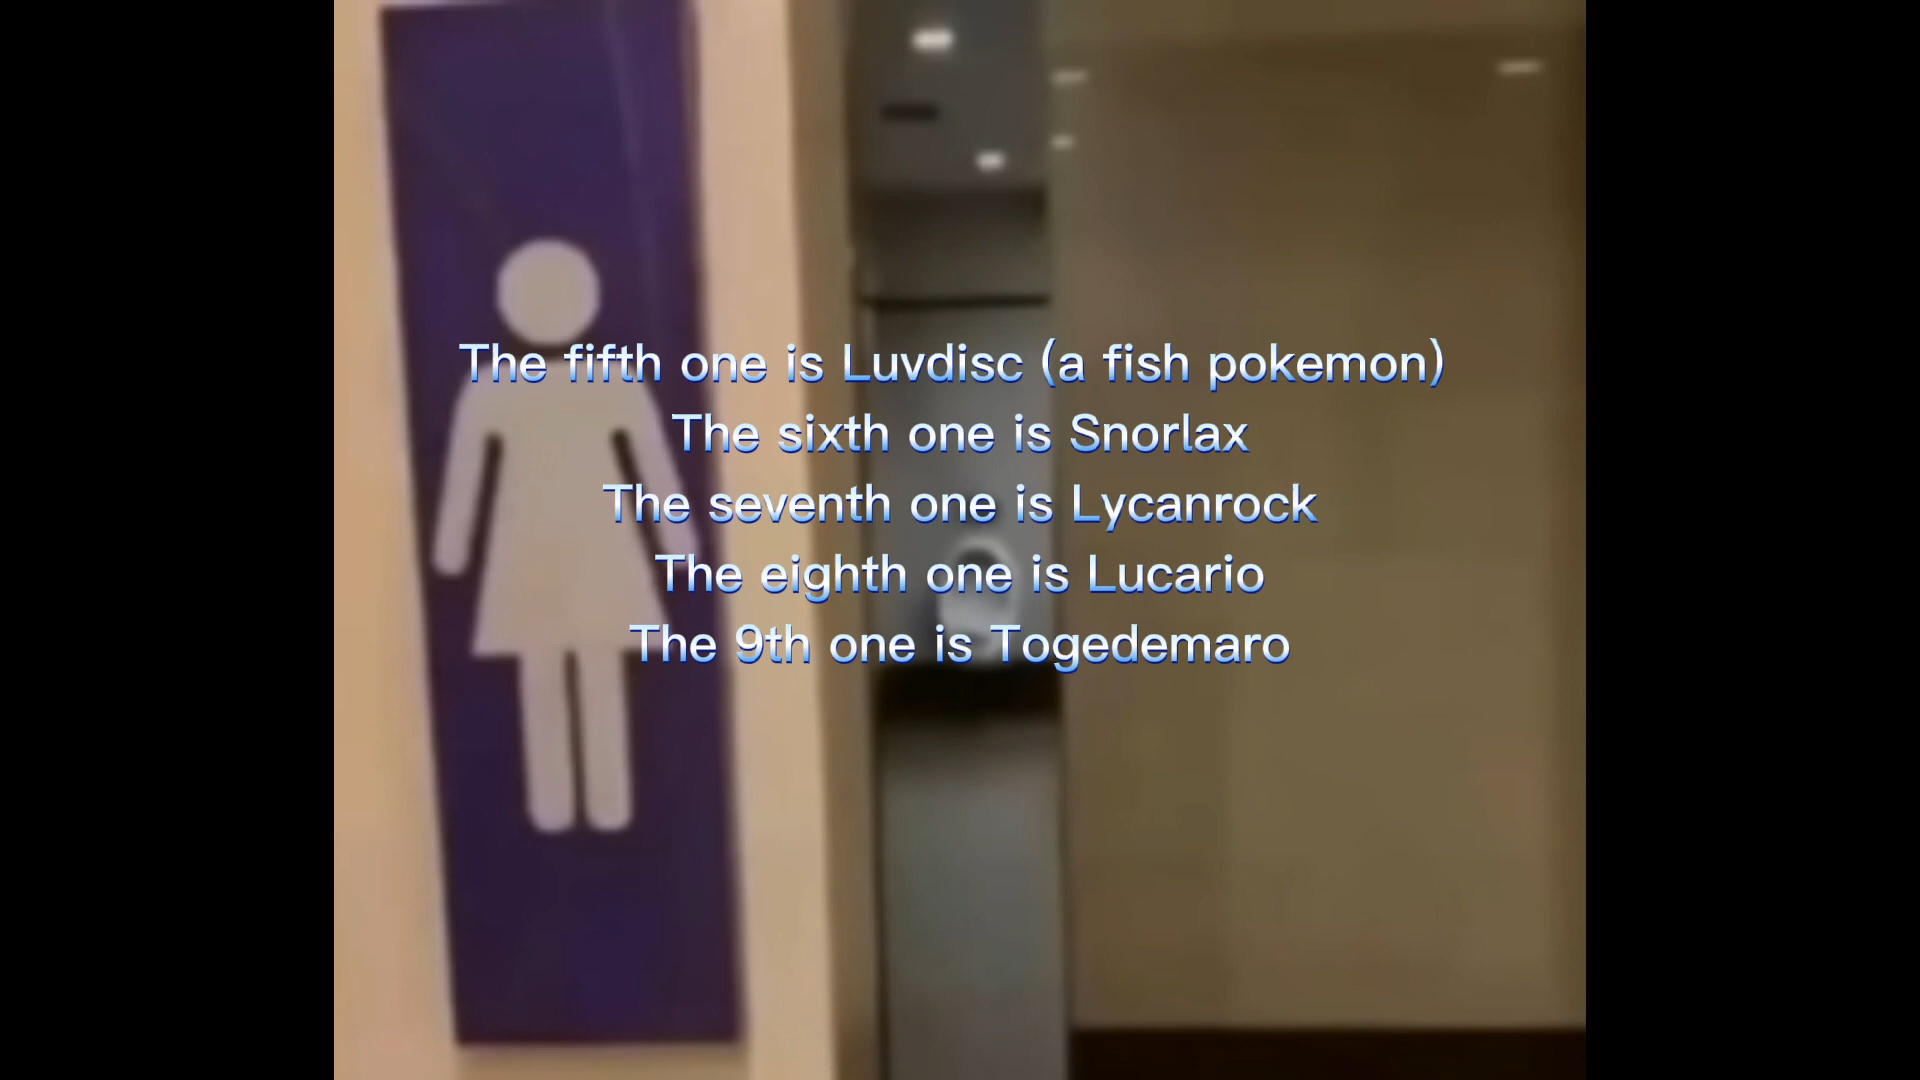 The fifth one is Luvdisc (a fish pokemon)
The sixth one is Snorlax
The seventh one is Lycanrock
The eighth one is Lucario
The 9th one is Togedemaro